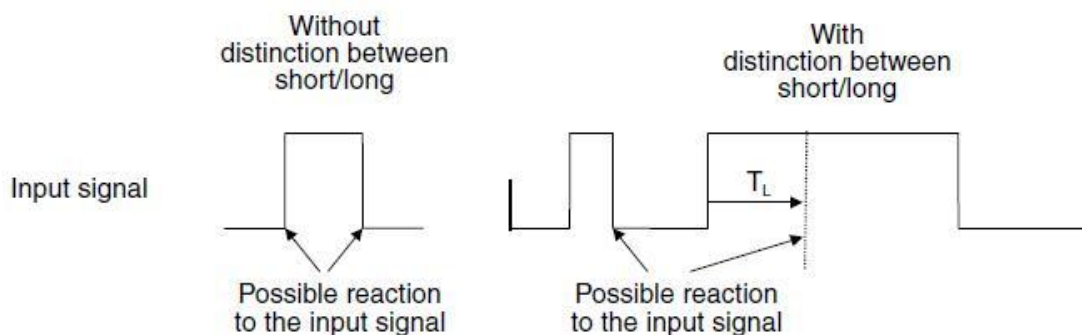 Without
distinction between
short/long
With
distinction between
short/long
Input signal
T_L
Possible reaction
to the input signal
Possible reaction
to the input signal